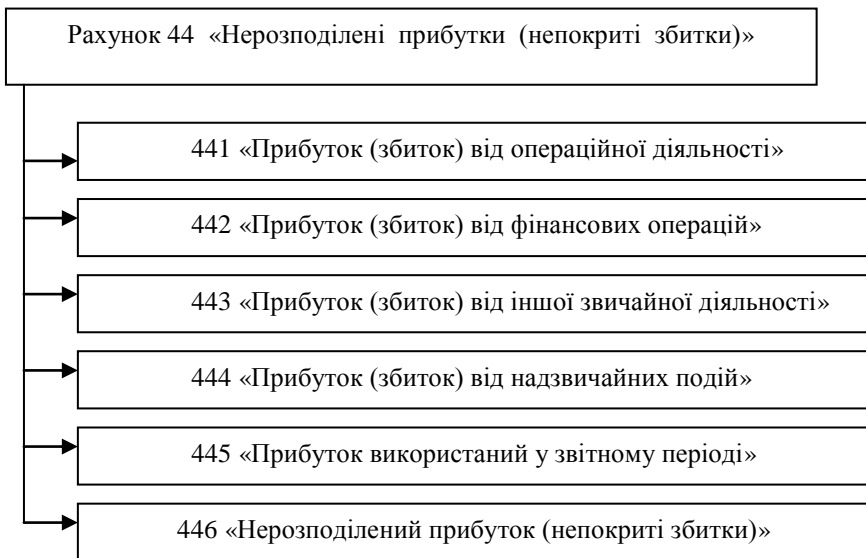 Рахунок 44 «Нерозподілені прибутки (непокриті збитки)»
441 «Прибуток (збиток) від операційної діяльності»
442 «Прибуток (збиток) від фінансових операцій»
443 «Прибуток (збиток) від іншої звичайної діяльності»
444 «Прибуток (збиток) від надзвичайних подій»
445 «Прибуток використаний у звітному періоді»
446 «Нерозподілений прибуток (непокриті збитки)»